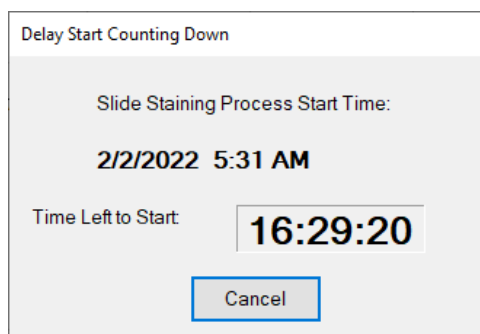 Delay Start Counting Down
Slide Staining Process Start Time:
2/2/2022 5:31 AM
Time Left to Start:
16:29:20
Cancel